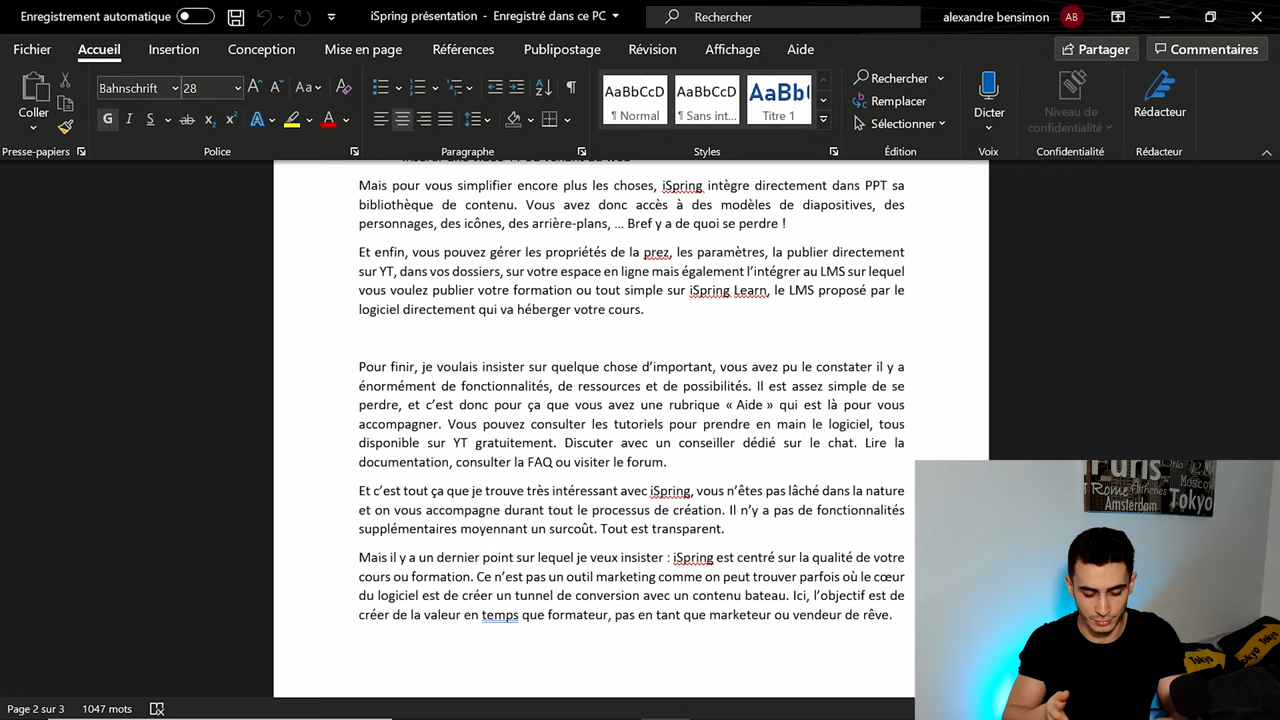 Enregistrement automatique
iSpring présentation - Enregistré dans ce PC
Rechercher
alexandre bensimon AB
Fichier Accueil Insertion Conception Mise en page Références Publipostage Révision Affichage Aide Partager Commentaires
Coller
Bahnschrift 28
Aa
G I S ab x₂ x² A A
AaBbCcD AaBbCcD AaBb(
¶ Normal ¶ Sans int... Titre 1
Rechercher
Remplacer
Sélectionner
Dicter
Niveau de
confidentialité
Rédacteur
Presse-papiers Police Paragraphe Styles Édition Voix Confidentialité Rédacteur
Mais pour vous simplifier encore plus les choses, iSpring intègre directement dans PPT sa
bibliothèque de contenu. Vous avez donc accès à des modèles de diapositives, des
personnages, des icônes, des arrière-plans, ... Bref y a de quoi se perdre !
Et enfin, vous pouvez gérer les propriétés de la prez, les paramètres, la publier directement
sur YT, dans vos dossiers, sur votre espace en ligne mais également l'intégrer au LMS sur lequel
vous voulez publier votre formation ou tout simple sur iSpring Learn, le LMS proposé par le
logiciel directement qui va héberger votre cours.
Pour finir, je voulais insister sur quelque chose d'important, vous avez pu le constater il y a
énormément de fonctionnalités, de ressources et de possibilités. Il est assez simple de se
perdre, et c'est donc pour ça que vous avez une rubrique « Aide » qui est là pour vous
accompagner. Vous pouvez consulter les tutoriels pour prendre en main le logiciel, tous
disponible sur YT gratuitement. Discuter avec un conseiller dédié sur le chat. Lire la
documentation, consulter la FAQ ou visiter le forum.
Et c'est tout ça que je trouve très intéressant avec iSpring, vous n'êtes pas lâché dans la nature
et on vous accompagne durant tout le processus de création. Il n'y a pas de fonctionnalités
supplémentaires moyennant un surcoût. Tout est transparent.
Mais il y a un dernier point sur lequel je veux insister : iSpring est centré sur la qualité de votre
cours ou formation. Ce n'est pas un outil marketing comme on peut trouver parfois où le cœur
du logiciel est de créer un tunnel de conversion avec un contenu bateau. Ici, l'objectif est de
créer de la valeur en temps que formateur, pas en tant que marketeur ou vendeur de rêve.
Paris
Rome Athènes Moscow
Amsterdam Tokyo
Tokyo
Tokyo
Page 2 sur 3 1047 mots